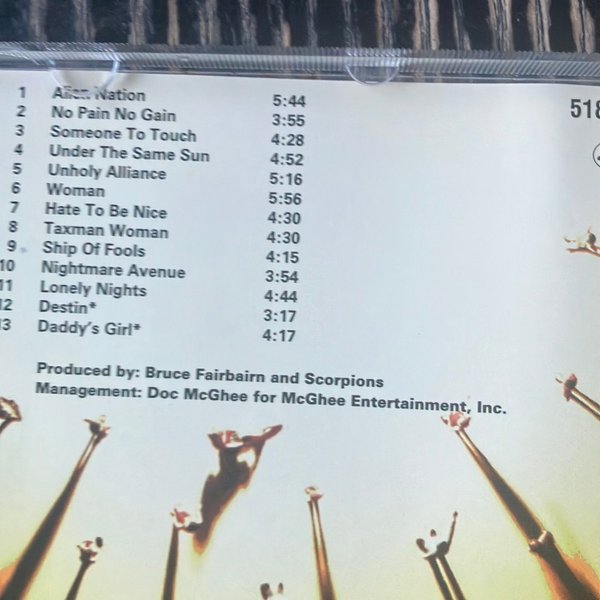 1 Alien Nation 5:44
2 No Pain No Gain 3:55
3 Someone To Touch 4:28
4 Under The Same Sun 4:52
5 Unholy Alliance 5:16
6 Woman 5:56
7 Hate To Be Nice 4:30
8 Taxman Woman 4:30
9 Ship Of Fools 4:15
10 Nightmare Avenue 3:54
11 Lonely Nights 4:44
12 Destin* 3:17
13 Daddy's Girl* 4:17
518
Produced by: Bruce Fairbairn and Scorpions
Management: Doc McGhee for McGhee Entertainment, Inc.